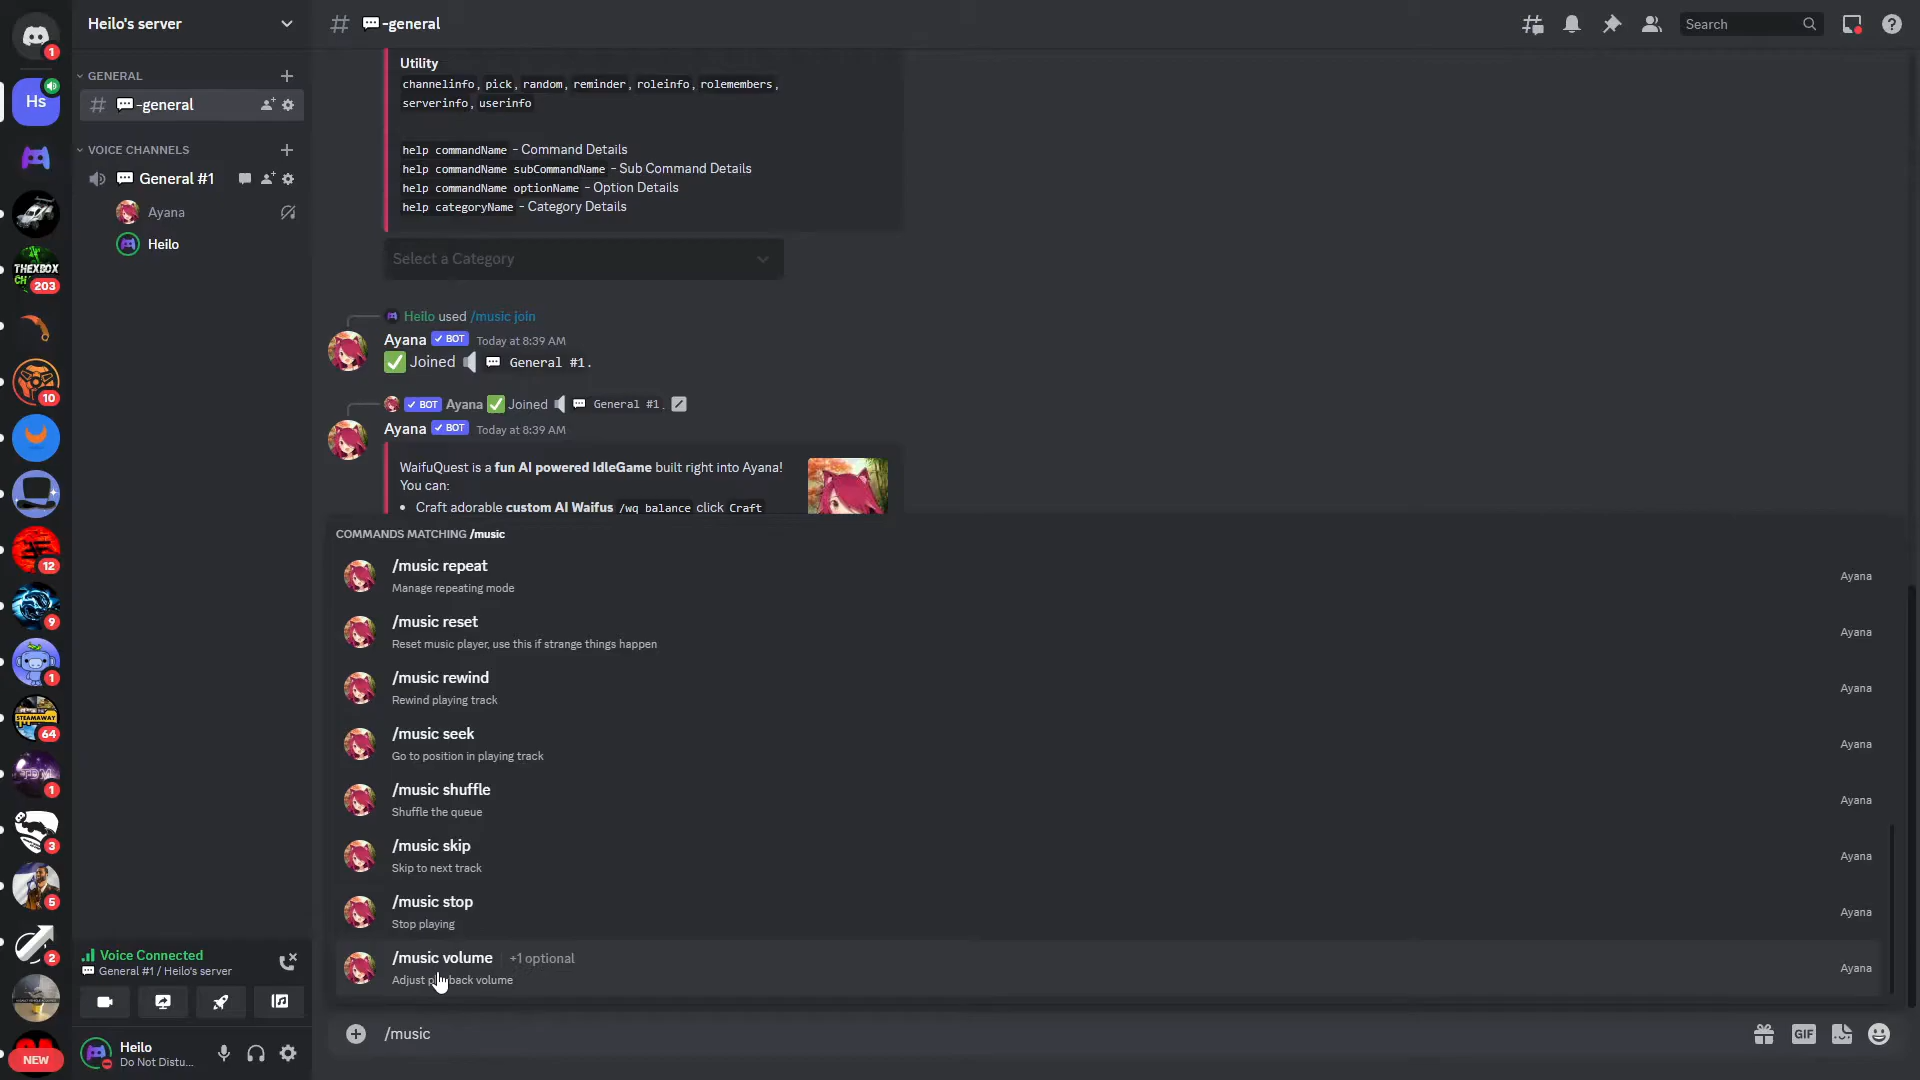 1
Hs
THEXBOX
CH
203
10
12
9
1
STEAMAWAY
64
TDM
1
3
5
2
NEW
Heilo's server
GENERAL
-general
VOICE CHANNELS
General #1
Ayana
Heilo
Voice Connected
General #1 / Heilo's server
Heilo
Do Not Distu...
# -general
Search
Utility
channelinfo, pick, random, reminder, roleinfo, rolemembers,
serverinfo, userinfo
help commandName - Command Details
help commandName subCommandName - Sub Command Details
help commandName optionName - Option Details
help categoryName - Category Details
Select a Category
Heilo used /music join
Ayana ✓ BOT Today at 8:39 AM
✅ Joined General #1.
✓ BOT Ayana ✅ Joined General #1.
Ayana ✓ BOT Today at 8:39 AM
WaifuQuest is a fun AI powered IdleGame built right into Ayana!
You can:
• Craft adorable custom AI Waifus /wq balance click Craft
COMMANDS MATCHING /music
/music repeat
Manage repeating mode
Ayana
/music reset
Reset music player, use this if strange things happen
Ayana
/music rewind
Rewind playing track
Ayana
/music seek
Go to position in playing track
Ayana
/music shuffle
Shuffle the queue
Ayana
/music skip
Skip to next track
Ayana
/music stop
Stop playing
Ayana
/music volume +1 optional
Adjust playback volume
Ayana
/music
GIF